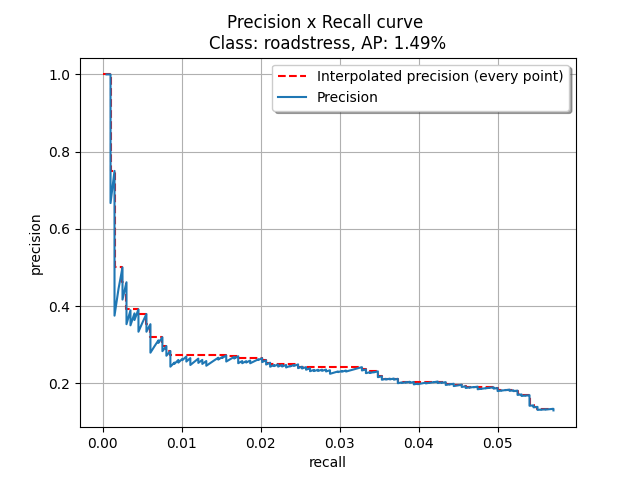 Precision x Recall curve
Class: roadstress, AP: 1.49%
Interpolated precision (every point)
Precision
1.0
0.8
0.6
0.4
0.2
precision
0.00 0.01 0.02 0.03 0.04 0.05
recall